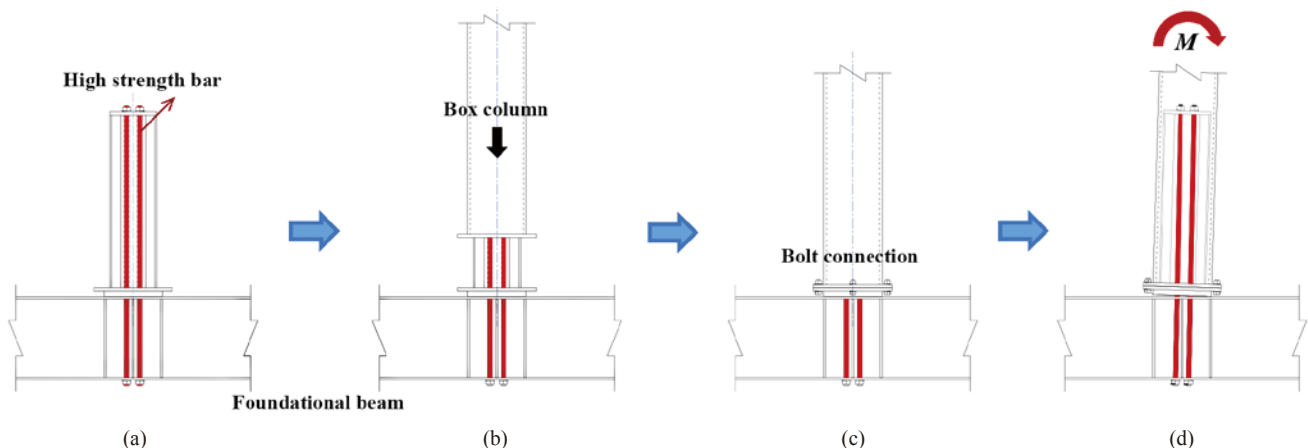 High strength bar
Foundational beam
(a)
Box column
(b)
Bolt connection
(c)
M
(d)